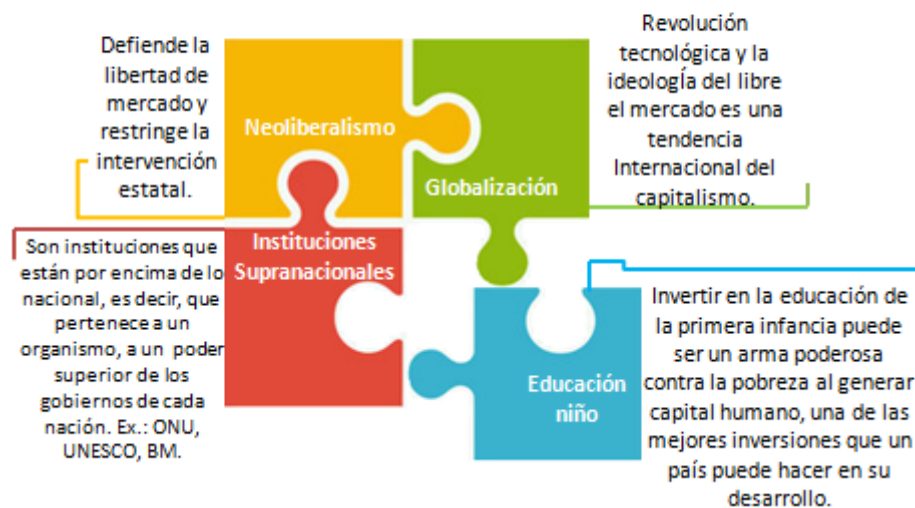 Defiende la
libertad de
mercado y
restringe la
intervención
estatal.
Neoliberalismo
Globalización
Revolución
tecnológica y la
ideología del libre
el mercado es una
tendencia
Internacional del
capitalismo.
Son instituciones que
están por encima de lo
nacional, es decir, que
pertenece a un
organismo, a un poder
superior de los
gobiernos de cada
nación. Ex.: ONU,
UNESCO, BM.
Instituciones
Supranacionales
Educación
niño
Invertir en la educación de
la primera infancia puede
ser un arma poderosa
contra la pobreza al generar
capital humano, una de las
mejores inversiones que un
país puede hacer en su
desarrollo.